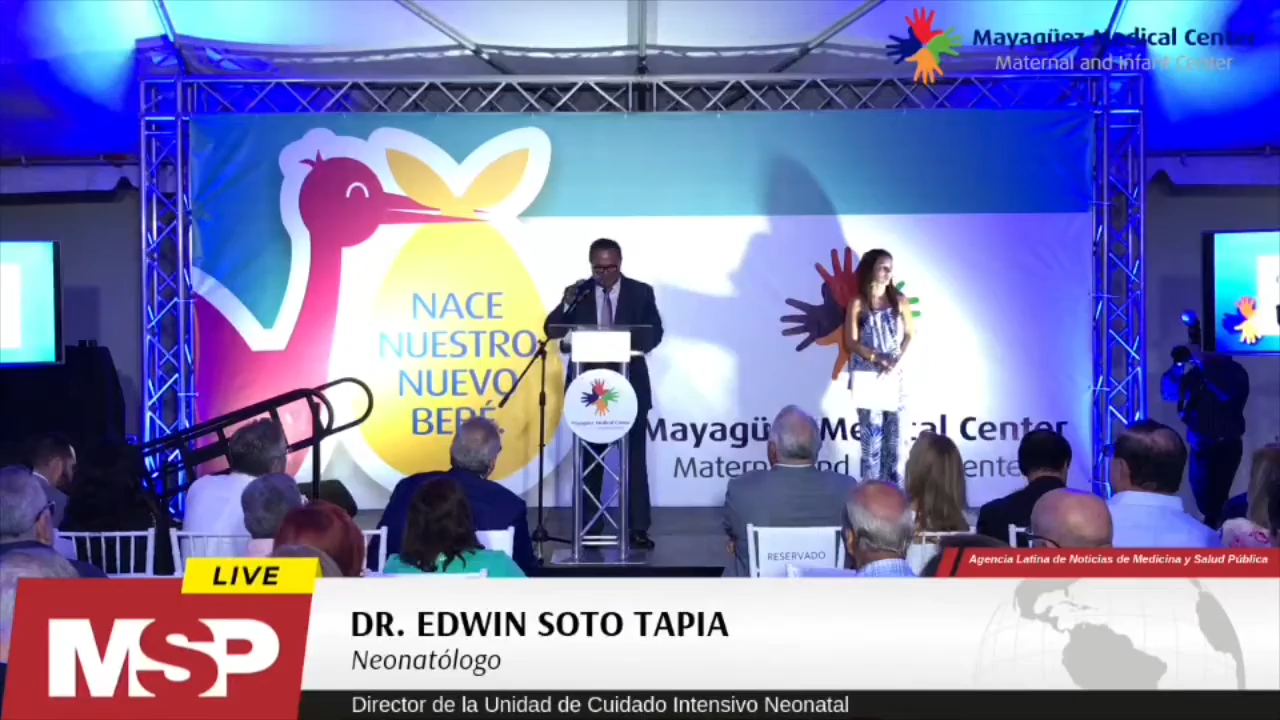 Mayagüez Medical Center
Maternal and Infant Center
NACE
NUESTRO
NUEVO
BEBÉ.
Mayagüez Medical Center
Maternal and
RESERVADO
Agencia Latina de Noticias de Medicina y Salud Pública
LIVE
MSP
DR. EDWIN SOTO TAPIA
Neonatólogo
Director de la Unidad de Cuidado Intensivo Neonatal